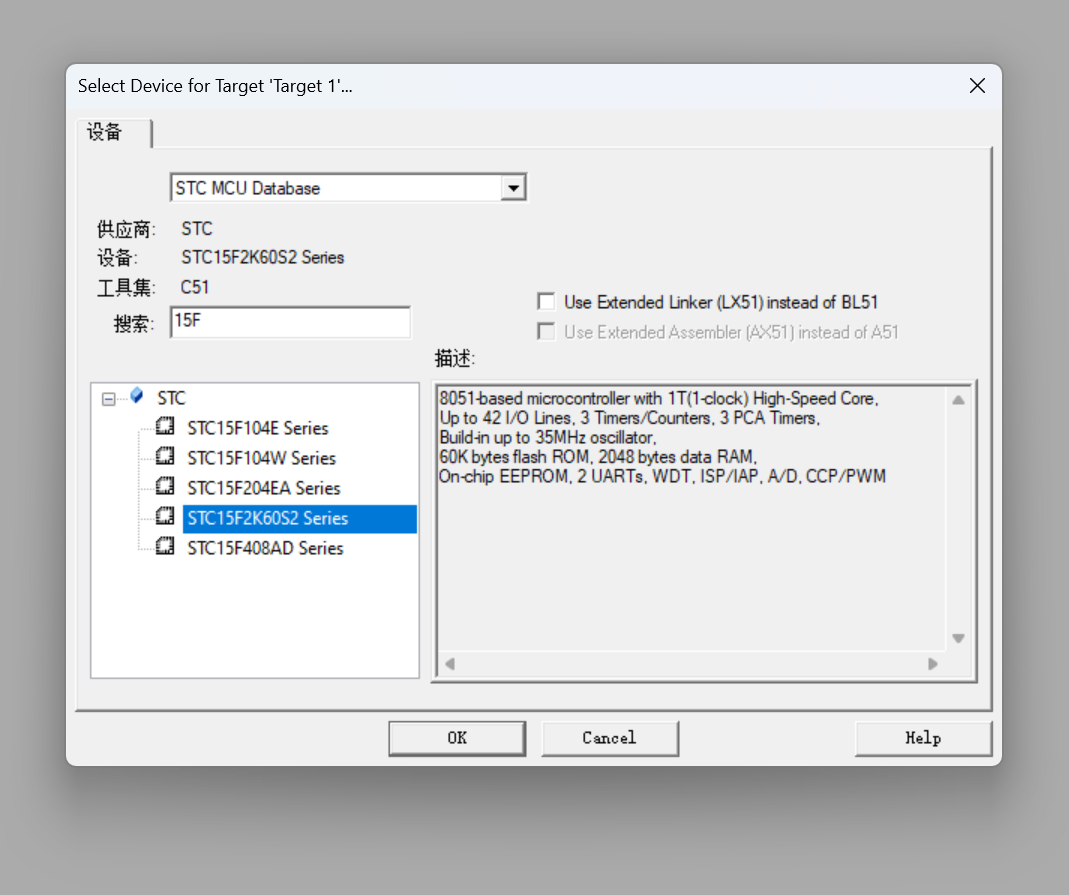 Select Device for Target 'Target 1'...
设备
STC MCU Database
供应商: STC
设备: STC15F2K60S2 Series
工具集: C51
搜索: 15F
Use Extended Linker (LX51) instead of BL51
Use Extended Assembler (AX51) instead of A51
描述:
STC
STC15F104E Series
STC15F104W Series
STC15F204EA Series
STC15F2K60S2 Series
STC15F408AD Series
8051-based microcontroller with 1T(1-clock) High-Speed Core,
Up to 42 I/O Lines, 3 Timers/Counters, 3 PCA Timers,
Build-in up to 35MHz oscillator,
60K bytes flash ROM, 2048 bytes data RAM,
On-chip EEPROM, 2 UARTs, WDT, ISP/IAP, A/D, CCP/PWM
OK
Cancel
Help